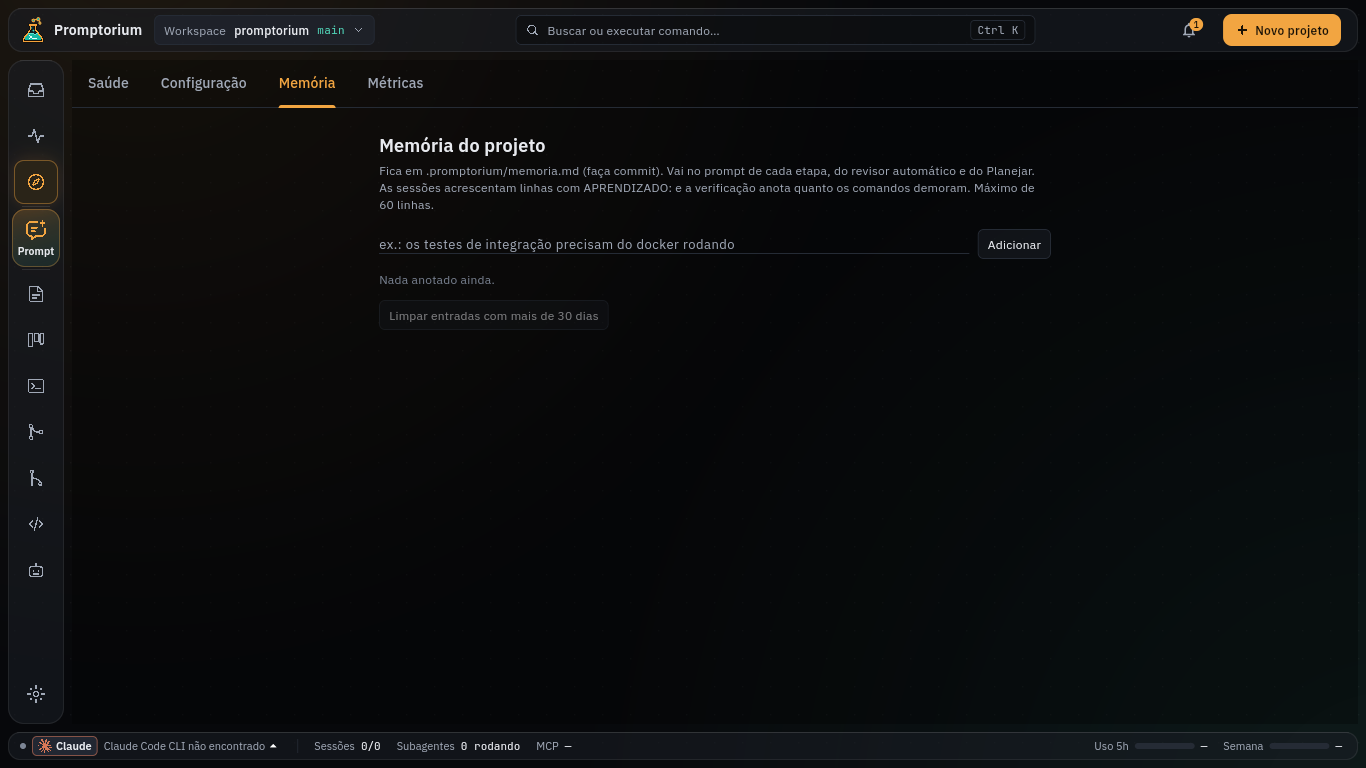 Promptorium
Workspace promptorium main
Buscar ou executar comando...
Ctrl K
1
Novo projeto
Saúde
Configuração
Memória
Métricas
Prompt
Memória do projeto
Fica em .promptorium/memoria.md (faça commit). Vai no prompt de cada etapa, do revisor automático e do Planejar.
As sessões acrescentam linhas com APRENDIZADO: e a verificação anota quanto os comandos demoram. Máximo de
60 linhas.
ex.: os testes de integração precisam do docker rodando
Adicionar
Nada anotado ainda.
Limpar entradas com mais de 30 dias
Claude
Claude Code CLI não encontrado
Sessões 0/0
Subagentes 0 rodando
MCP —
Uso 5h —
Semana —